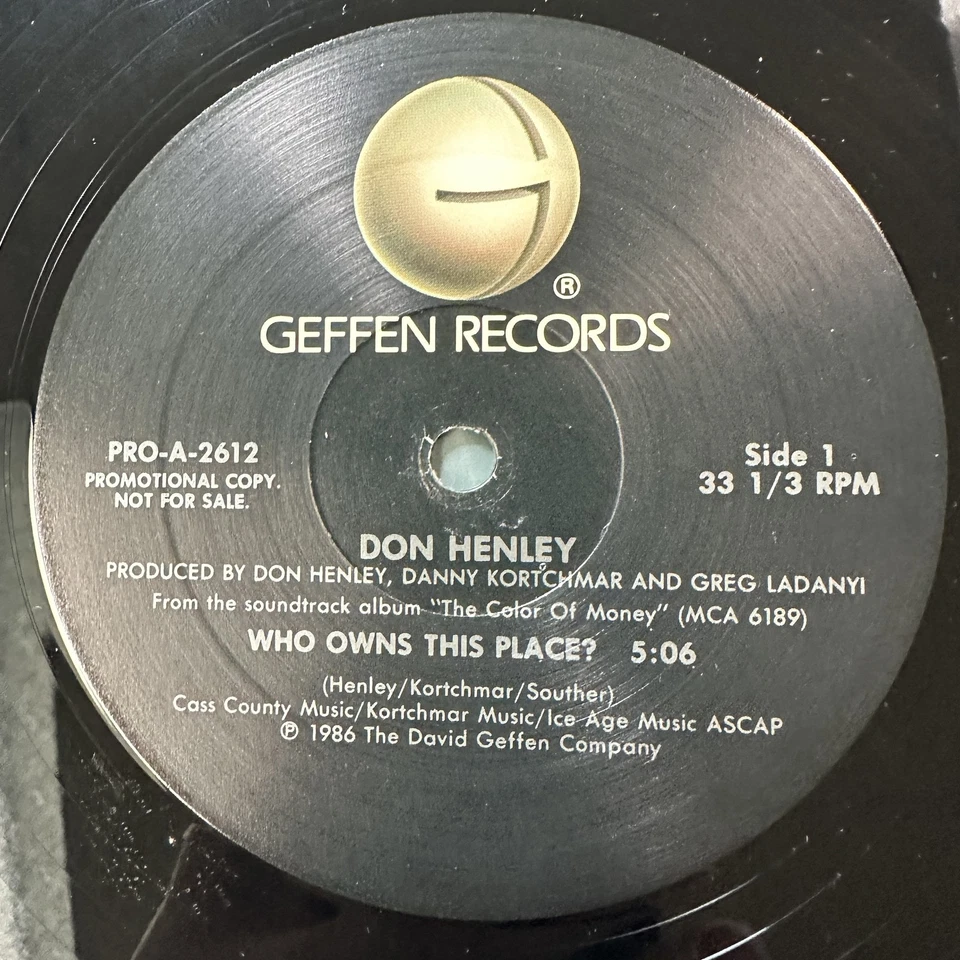 ®
GEFFEN RECORDS
PRO-A-2612
PROMOTIONAL COPY.
NOT FOR SALE.
Side 1
33 1/3 RPM
DON HENLEY
PRODUCED BY DON HENLEY, DANNY KORTCHMAR AND GREG LADANYI
From the soundtrack album "The Color Of Money" (MCA 6189)
WHO OWNS THIS PLACE? 5:06
(Henley/Kortchmar/Souther)
Cass County Music/Kortchmar Music/Ice Age Music ASCAP
℗ 1986 The David Geffen Company